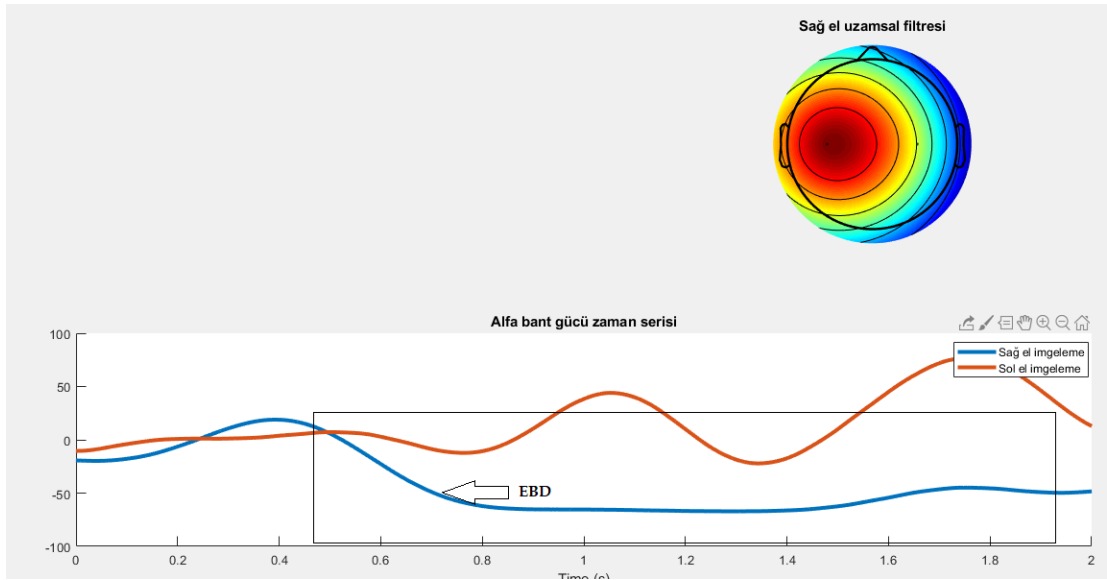 Sağ el uzamsal filtresi
Alfa bant gücü zaman serisi
100
50
0
-50
-100
Sağ el imgeleme
Sol el imgeleme
EBD
0 0.2 0.4 0.6 0.8 1 1.2 1.4 1.6 1.8 2
Time (s)